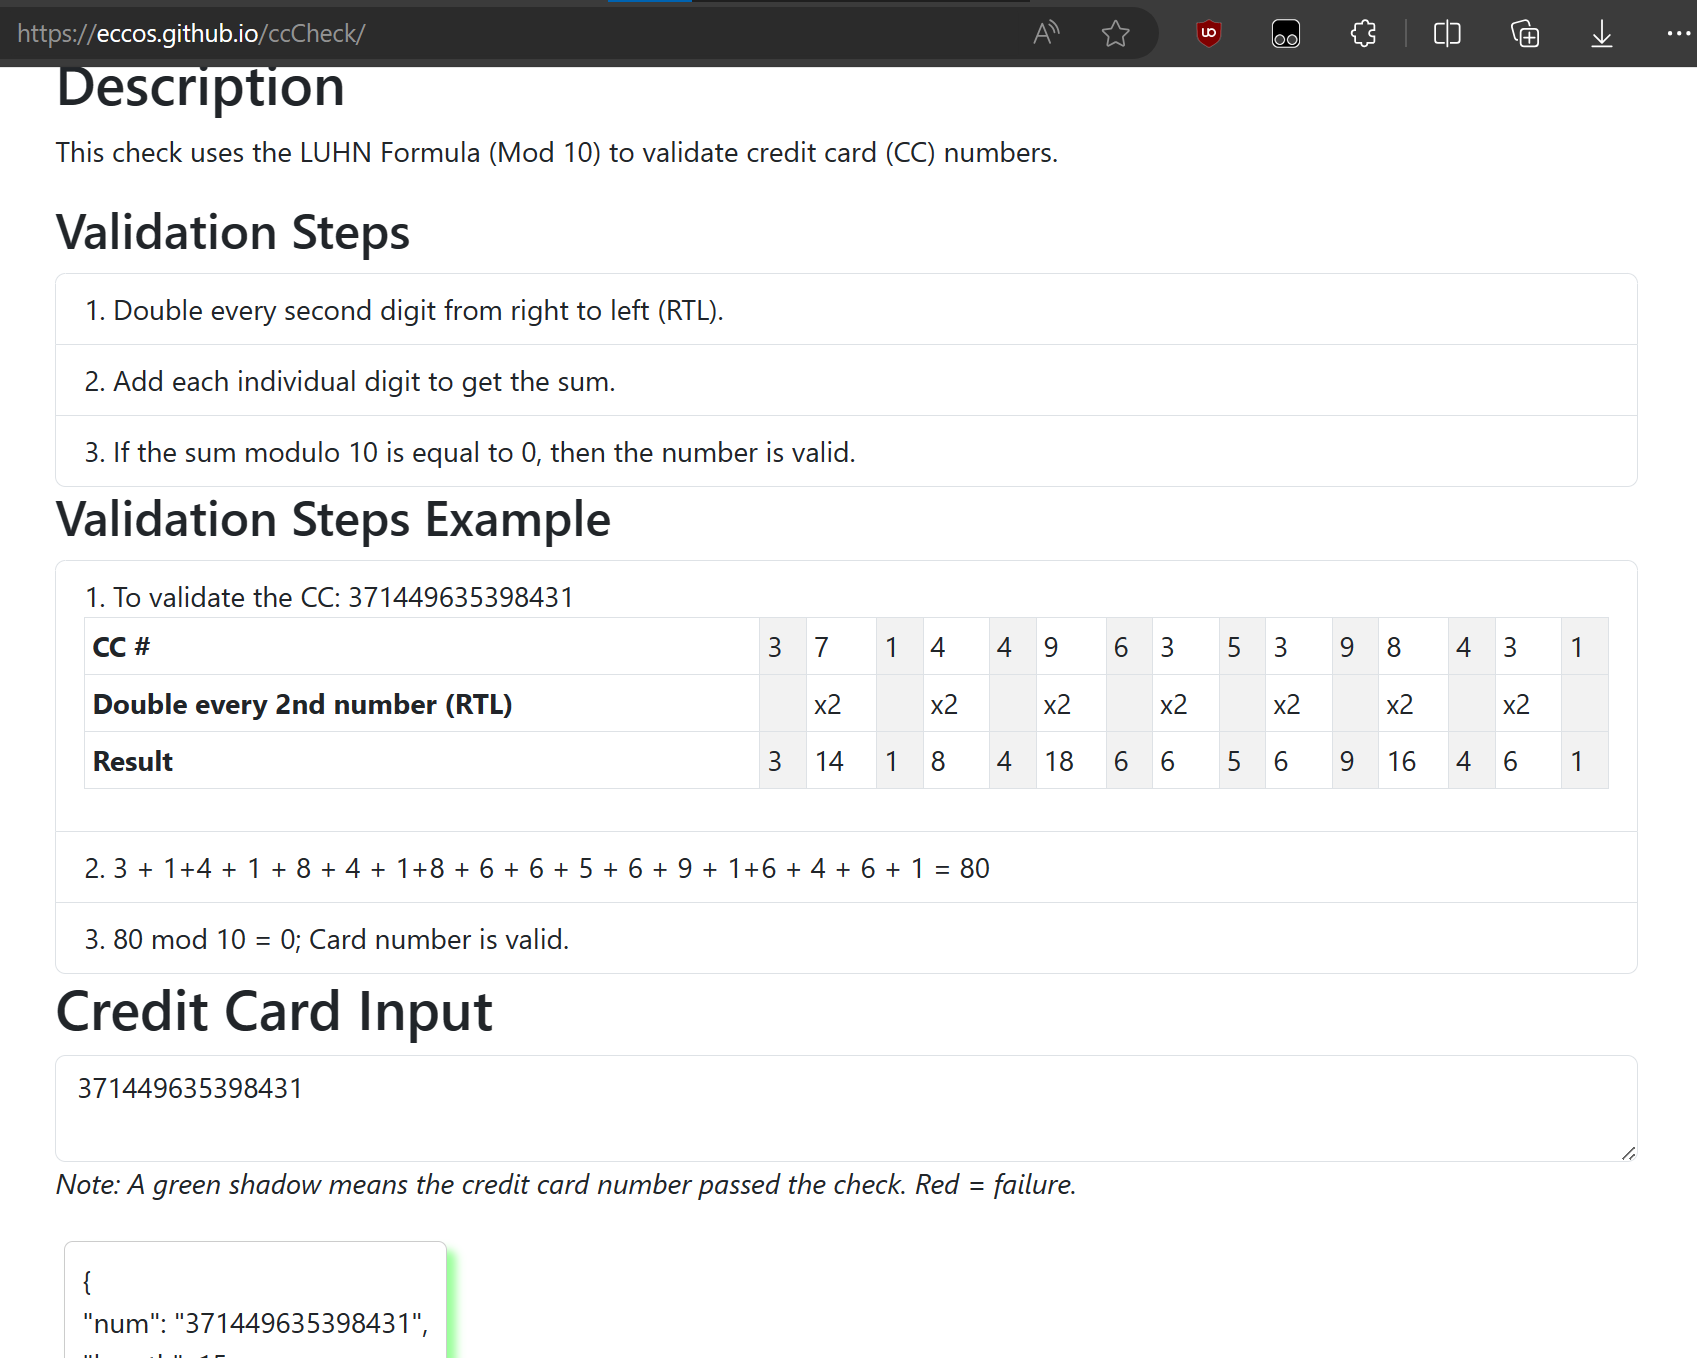 https://eccos.github.io/ccCheck/
Description
This check uses the LUHN Formula (Mod 10) to validate credit card (CC) numbers.
Validation Steps
1. Double every second digit from right to left (RTL).
2. Add each individual digit to get the sum.
3. If the sum modulo 10 is equal to 0, then the number is valid.
Validation Steps Example
1. To validate the CC: 371449635398431
CC # 3 7 1 4 4 9 6 3 5 3 9 8 4 3 1
Double every 2nd number (RTL) x2 x2 x2 x2 x2 x2 x2
Result 3 14 1 8 4 18 6 6 5 6 9 16 4 6 1
2. 3 + 1+4 + 1 + 8 + 4 + 1+8 + 6 + 6 + 5 + 6 + 9 + 1+6 + 4 + 6 + 1 = 80
3. 80 mod 10 = 0; Card number is valid.
Credit Card Input
371449635398431
Note: A green shadow means the credit card number passed the check. Red = failure.
{
"num": "371449635398431",